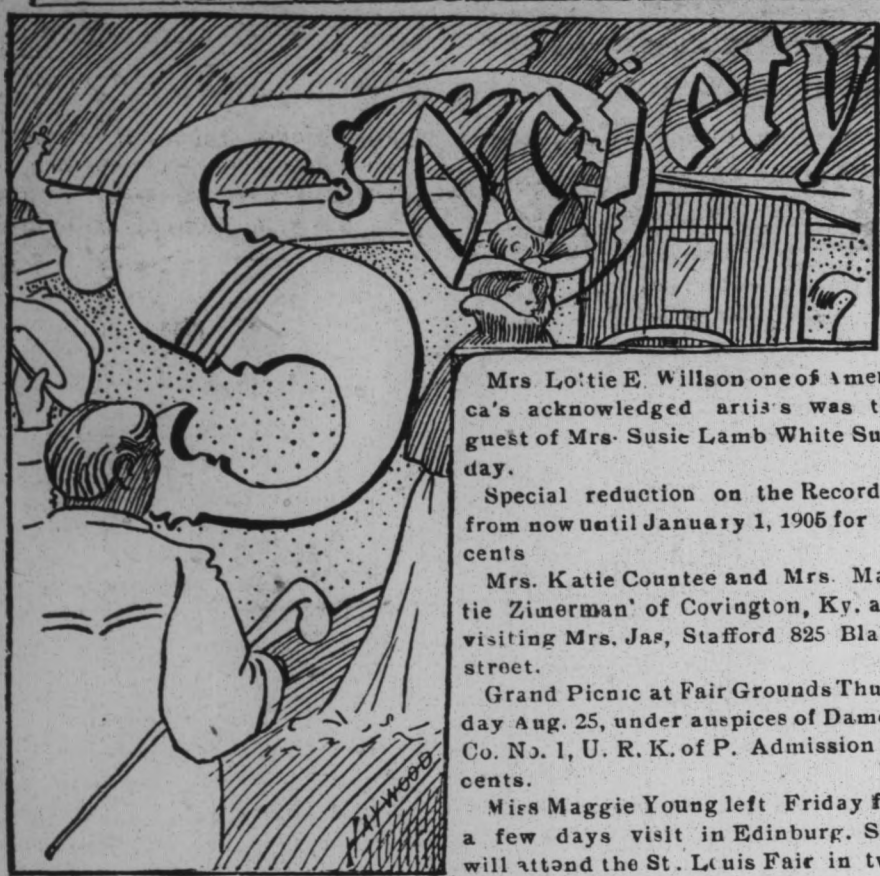 Society
Mrs Lottie E. Willson one of Ameri
ca's acknowledged artis s was t
guest of Mrs. Susie Lamb White Su
day.
Special reduction on the Record
from now until January 1, 1905 for
cents
Mrs. Katie Countee and Mrs. Ma
tie Zimerman' of Covington, Ky. a
visiting Mrs. Jas, Stafford 825 Bla
street.
Grand Picnic at Fair Grounds Thu
day Aug. 25, under auspices of Damo
Co. No. 1, U. R. K. of P. Admission
cents.
Miss Maggie Young left Friday f
a few days visit in Edinburg. S
will attend the St. Louis Fair in tw
HAYWOOD